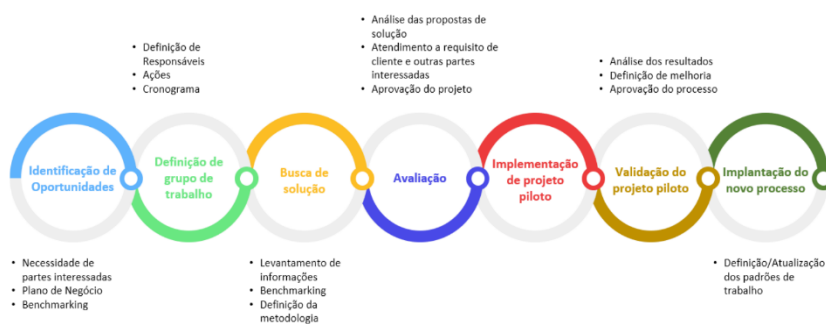 • Definição de
Responsáveis
• Ações
• Cronograma
• Análise das propostas de
solução
• Atendimento a requisito de
cliente e outras partes
interessadas
• Aprovação do projeto
• Análise dos resultados
• Definição de melhoria
• Aprovação do processo
Identificação de
Oportunidades
Definição de
grupo de
trabalho
Busca de
solução
Avaliação
Implementação
de projeto
piloto
Validação do
projeto piloto
Implantação do
novo processo
• Necessidade de
partes interessadas
• Plano de Negócio
• Benchmarking
• Levantamento de
informações
• Benchmarking
• Definição da
metodologia
• Definição/Atualização
dos padrões de
trabalho